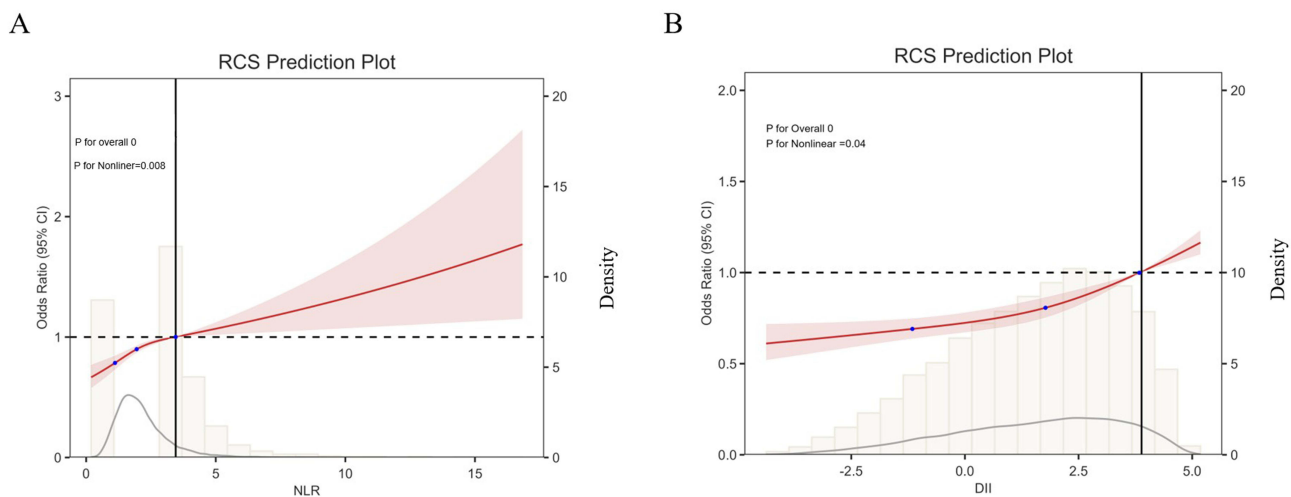 A
RCS Prediction Plot
P for overall 0
P for Nonliner=0.008
Odds Ratio (95% CI)
3
2
1
0
20
15
10
5
0
Density
0 5 10 15
NLR
B
RCS Prediction Plot
P for Overall 0
P for Nonlinear =0.04
Odds Ratio (95% CI)
2.0
1.5
1.0
0.5
0.0
20
15
10
5
0
Density
-2.5 0.0 2.5 5.0
DII